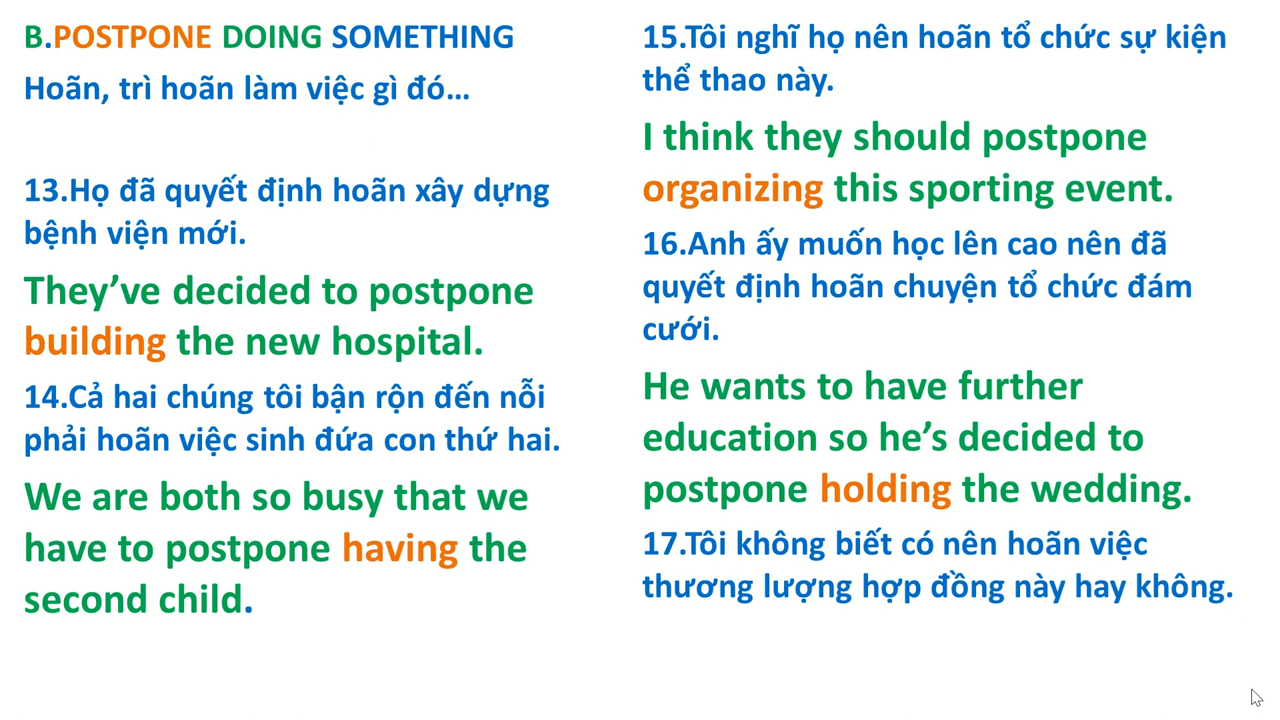 B.POSTPONE DOING SOMETHING
Hoãn, trì hoãn làm việc gì đó...
13.Họ đã quyết định hoãn xây dựng
bệnh viện mới.
They’ve decided to postpone
building the new hospital.
14.Cả hai chúng tôi bận rộn đến nỗi
phải hoãn việc sinh đứa con thứ hai.
We are both so busy that we
have to postpone having the
second child.
15.Tôi nghĩ họ nên hoãn tổ chức sự kiện
thể thao này.
I think they should postpone
organizing this sporting event.
16.Anh ấy muốn học lên cao nên đã
quyết định hoãn chuyện tổ chức đám
cưới.
He wants to have further
education so he’s decided to
postpone holding the wedding.
17.Tôi không biết có nên hoãn việc
thương lượng hợp đồng này hay không.